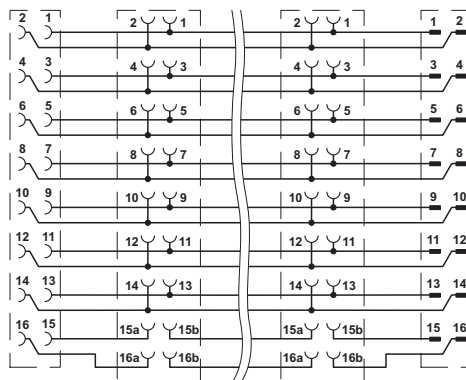 2 1 2 1 2 1 1 2
4 3 4 3 4 3 3 4
6 5 6 5 6 5 5 6
8 7 8 7 8 7 7 8
10 9 10 9 10 9 9 10
12 11 12 11 12 11 11 12
14 13 14 13 14 13 13 14
16 15 15a 15b 15a 15b 15 16
16a 16b 16a 16b